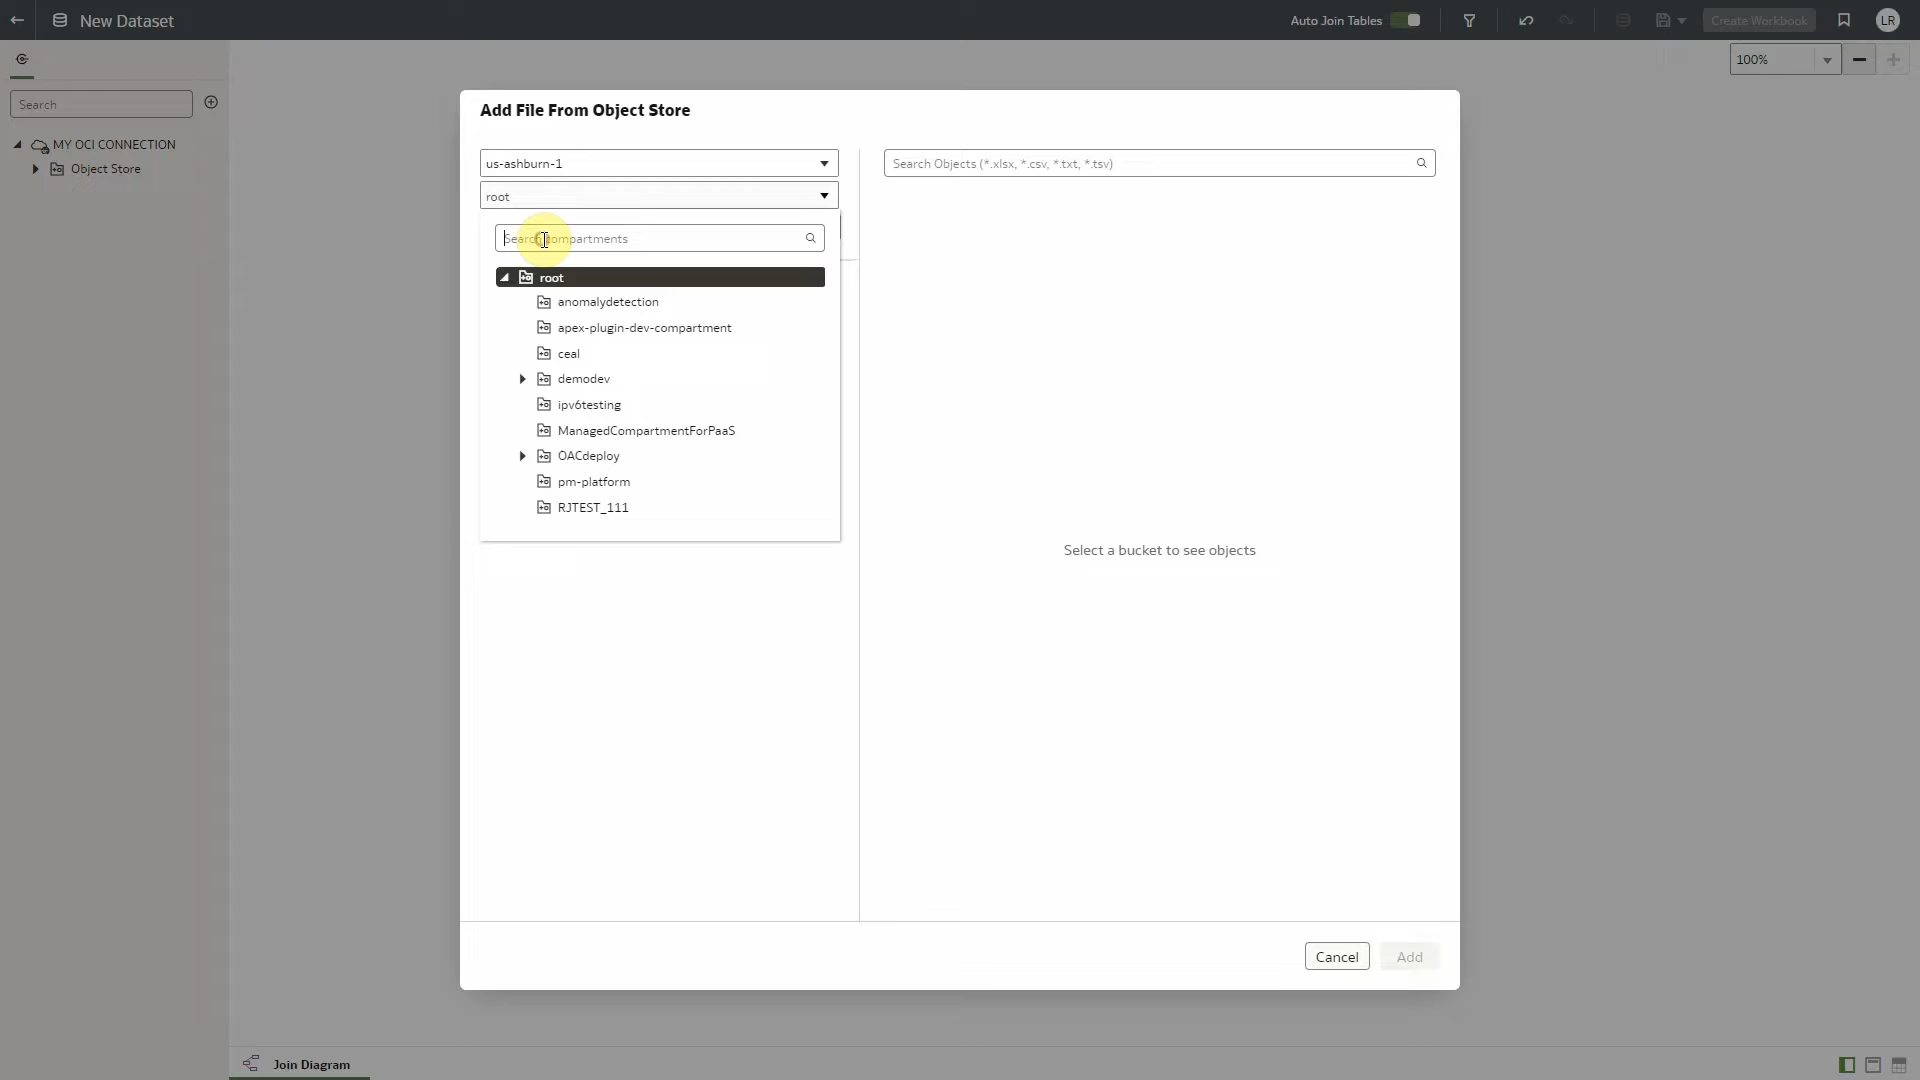 New Dataset
Auto Join Tables
Create Workbook
LR
100%
Search
MY OCI CONNECTION
Object Store
Add File From Object Store
us-ashburn-1
root
Search compartments
root
anomalydetection
apex-plugin-dev-compartment
ceal
demodev
ipv6testing
ManagedCompartmentForPaaS
OACdeploy
pm-platform
RJTEST_111
Search Objects (*.xlsx, *.csv, *.txt, *.tsv)
Select a bucket to see objects
Cancel
Add
Join Diagram